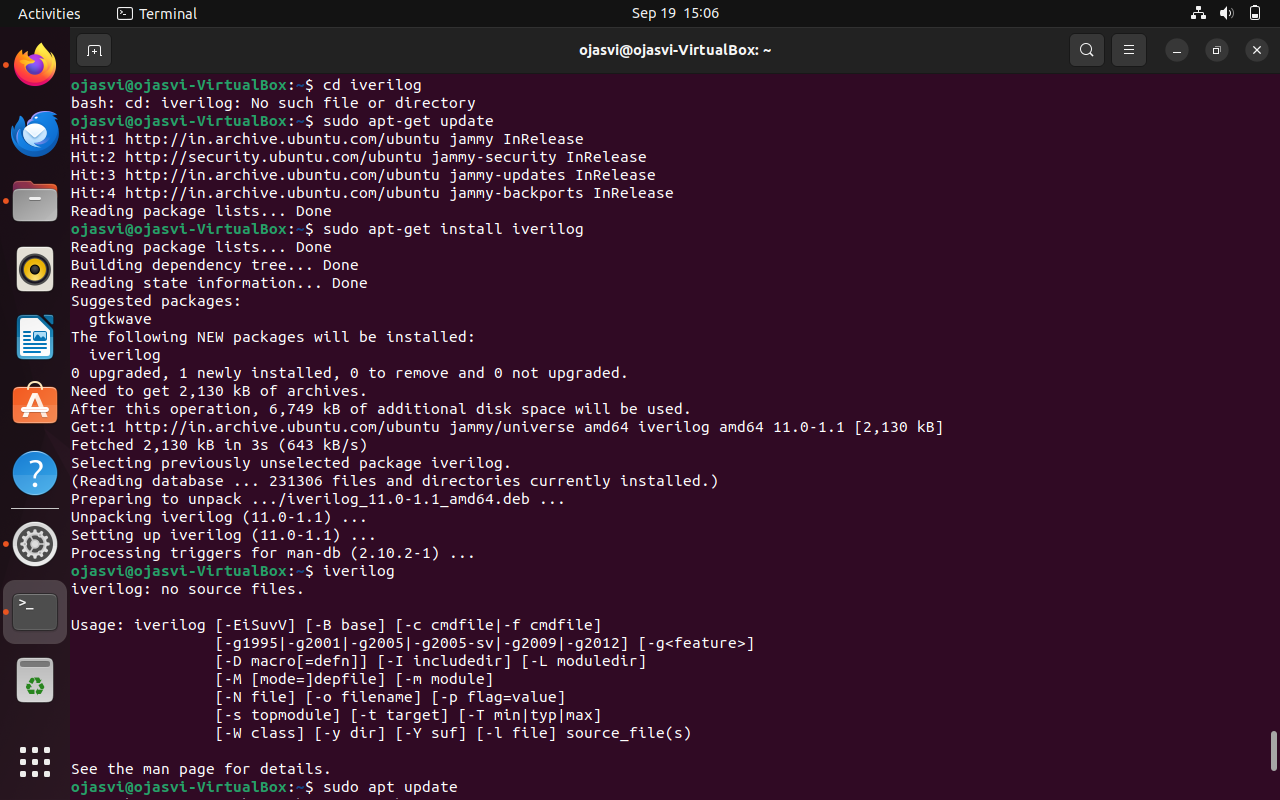 Activities
Terminal
Sep 19 15:06
ojasvi@ojasvi-VirtualBox: ~
ojasvi@ojasvi-VirtualBox:~$ cd iverilog
bash: cd: iverilog: No such file or directory
ojasvi@ojasvi-VirtualBox:~$ sudo apt-get update
Hit:1 http://in.archive.ubuntu.com/ubuntu jammy InRelease
Hit:2 http://security.ubuntu.com/ubuntu jammy-security InRelease
Hit:3 http://in.archive.ubuntu.com/ubuntu jammy-updates InRelease
Hit:4 http://in.archive.ubuntu.com/ubuntu jammy-backports InRelease
Reading package lists... Done
ojasvi@ojasvi-VirtualBox:~$ sudo apt-get install iverilog
Reading package lists... Done
Building dependency tree... Done
Reading state information... Done
Suggested packages:
  gtkwave
The following NEW packages will be installed:
  iverilog
0 upgraded, 1 newly installed, 0 to remove and 0 not upgraded.
Need to get 2,130 kB of archives.
After this operation, 6,749 kB of additional disk space will be used.
Get:1 http://in.archive.ubuntu.com/ubuntu jammy/universe amd64 iverilog amd64 11.0-1.1 [2,130 kB]
Fetched 2,130 kB in 3s (643 kB/s)
Selecting previously unselected package iverilog.
(Reading database ... 231306 files and directories currently installed.)
Preparing to unpack .../iverilog_11.0-1.1_amd64.deb ...
Unpacking iverilog (11.0-1.1) ...
Setting up iverilog (11.0-1.1) ...
Processing triggers for man-db (2.10.2-1) ...
ojasvi@ojasvi-VirtualBox:~$ iverilog
iverilog: no source files.

Usage: iverilog [-EiSuvV] [-B base] [-c cmdfile|-f cmdfile]
                [-g1995|-g2001|-g2005|-g2005-sv|-g2009|-g2012] [-g<feature>]
                [-D macro[=defn]] [-I includedir] [-L moduledir]
                [-M [mode=]depfile] [-m module]
                [-N file] [-o filename] [-p flag=value]
                [-s topmodule] [-t target] [-T min|typ|max]
                [-W class] [-y dir] [-Y suf] [-l file] source_file(s)

See the man page for details.
ojasvi@ojasvi-VirtualBox:~$ sudo apt update